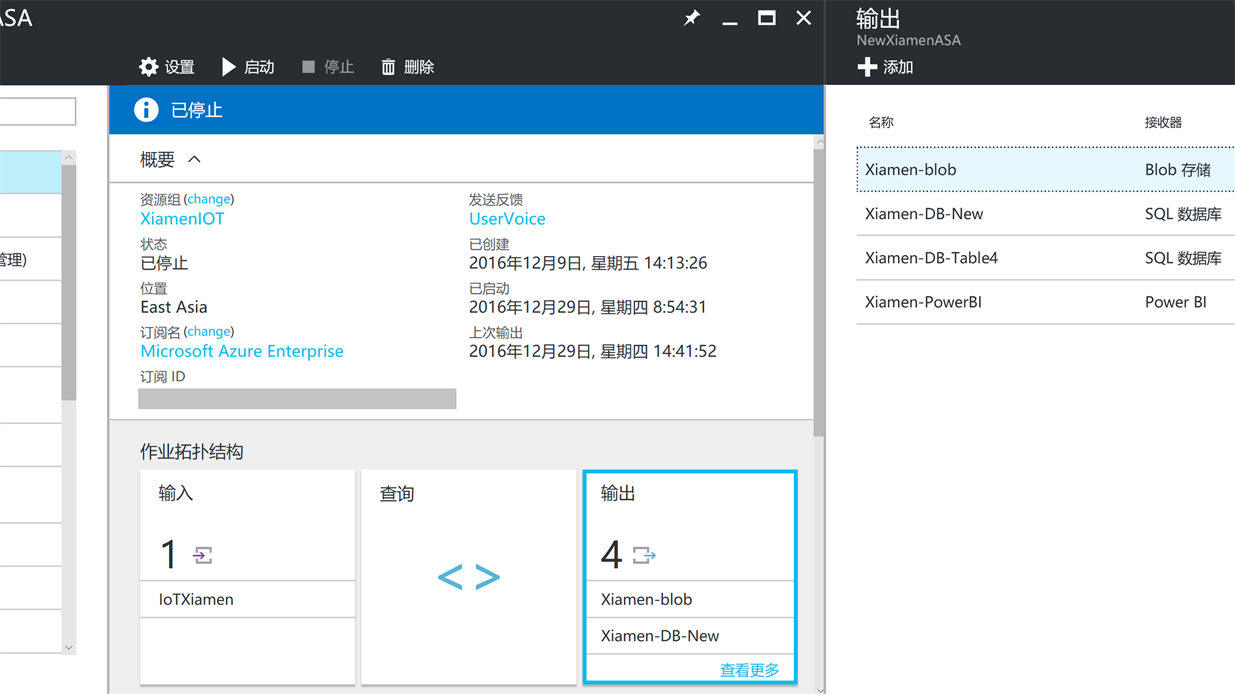 ASA
设置 启动 停止 删除
已停止
管理)
概要
资源组 (change)
XiamenIOT
状态
已停止
位置
East Asia
订阅名 (change)
Microsoft Azure Enterprise
订阅 ID
发送反馈
UserVoice
已创建
2016年12月9日, 星期五 14:13:26
已启动
2016年12月29日, 星期四 8:54:31
上次输出
2016年12月29日, 星期四 14:41:52
作业拓扑结构
输入
1
IoTXiamen
查询
< >
输出
4
Xiamen-blob
Xiamen-DB-New
查看更多
输出
NewXiamenASA
添加
名称 接收器
Xiamen-blob Blob 存储
Xiamen-DB-New SQL 数据库
Xiamen-DB-Table4 SQL 数据库
Xiamen-PowerBI Power BI